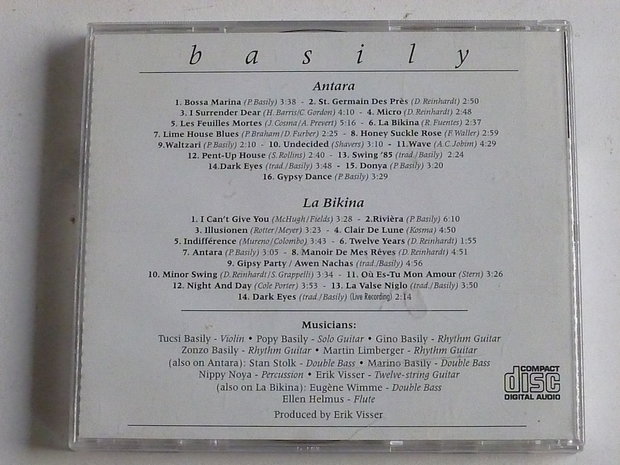 basily
Antara
1. Bossa Marina (P.Basily) 3:38 - 2. St. Germain Des Près (D. Reinhardt) 2:50
3. I Surrender Dear (H. Barris/C Gordon) 4:10 - 4. Micro (D. Reinhardt) 2:48
5. Les Feuilles Mortes (J. Cosma/A. Prevert) 5:16 - 6. La Bikina (R. Fuentes) 2:37
7. Lime House Blues (P. Braham/D. Furber) 2:25 - 8. Honey Suckle Rose (F. Waller) 2:59
9.Waltzari (P. Basily) 2:10 - 10. Undecided (Shavers) 3:10 - 11.Wave (A.C. Jobim) 4:29
12. Pent-Up House (S. Rollins) 2:40 - 13. Swing '85 (trad./Basily) 2:24
14.Dark Eyes (trad./Basily) 3:48 - 15. Donya (P.Basily) 3:20
16. Gypsy Dance (P.Basily) 3:29
La Bikina
1. I Can't Give You (McHugh/Fields) 3:28 - 2.Rivièra (P.Basily) 6:10
3. Illusionen (Rotter/Meyer) 3:23 - 4. Clair De Lune (Kosma) 4:50
5. Indifférence (Mureno/Colombo) 3:43 - 6. Twelve Years (D. Reinhardt) 1:55
7. Antara (P.Basily) 3:05 - 8. Manoir De Mes Rêves (D. Reinhardt) 4:51
9. Gipsy Party / Awen Nachas (trad./Basily) 4:56
10. Minor Swing (D.Reinhardt/S.Grappelli) 3:34 - 11. Où Es-Tu Mon Amour (Stern) 3:26
12. Night And Day (Cole Porter) 3:53 - 13. La Valse Niglo (trad./Basily) 3:50
14. Dark Eyes (trad./Basily) (Live Recording) 2:14
Musicians:
Tucsi Basily - Violin • Popy Basily - Solo Guitar • Gino Basily - Rhythm Guitar
Zonzo Basily - Rhythm Guitar • Martin Limberger - Rhythm Guitar
(also on Antara): Stan Stolk - Double Bass • Marino Basily - Double Bass
Nippy Noya - Percussion • Erik Visser - Twelve-string Guitar
(also on La Bikina): Eugène Wimme - Double Bass
Ellen Helmus - Flute
Produced by Erik Visser
COMPACT
disc
DIGITAL AUDIO